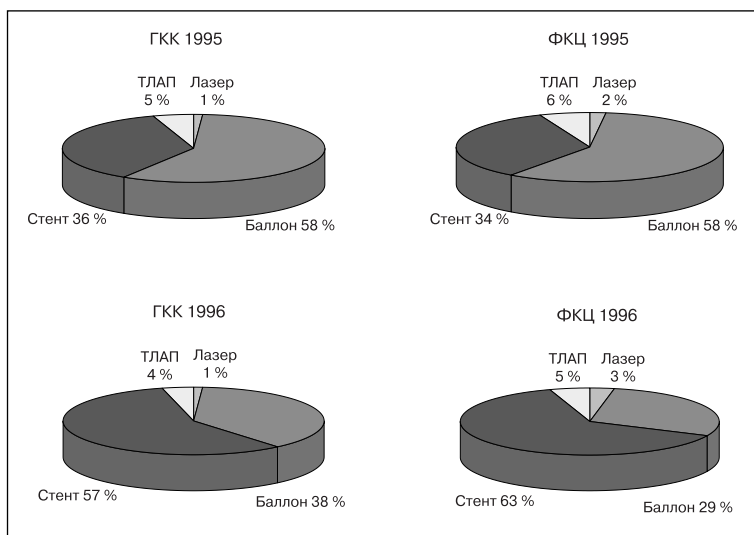 ГКК 1995
ТЛАП
5 %
Лазер
1 %
Стент 36 %
Баллон 58 %
ФКЦ 1995
ТЛАП
6 %
Лазер
2 %
Стент 34 %
Баллон 58 %
ГКК 1996
ТЛАП
4 %
Лазер
1 %
Стент 57 %
Баллон 38 %
ФКЦ 1996
ТЛАП
5 %
Лазер
3 %
Стент 63 %
Баллон 29 %